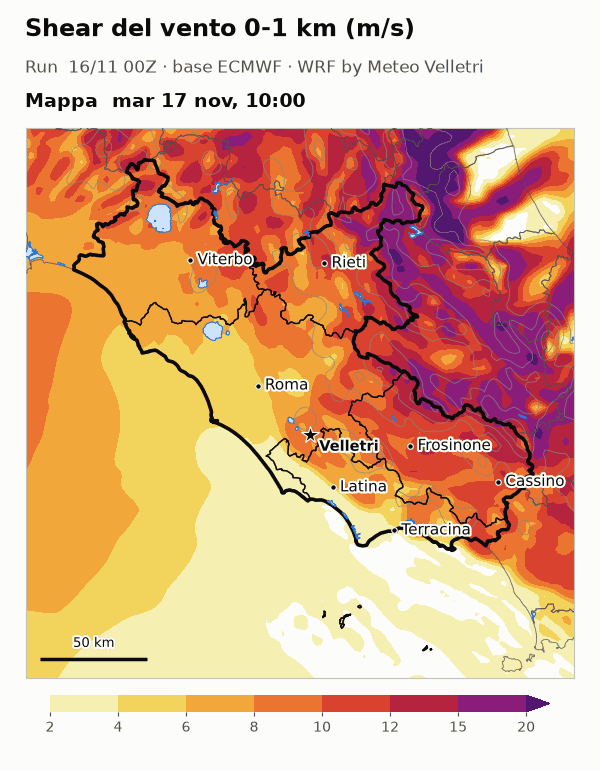 Shear del vento 0-1 km (m/s)
Run 16/11 00Z · base ECMWF · WRF by Meteo Velletri
Mappa mar 17 nov, 10:00
Viterbo
Rieti
Roma
Velletri
Frosinone
Latina
Cassino
Terracina
50 km
2 4 6 8 10 12 15 20